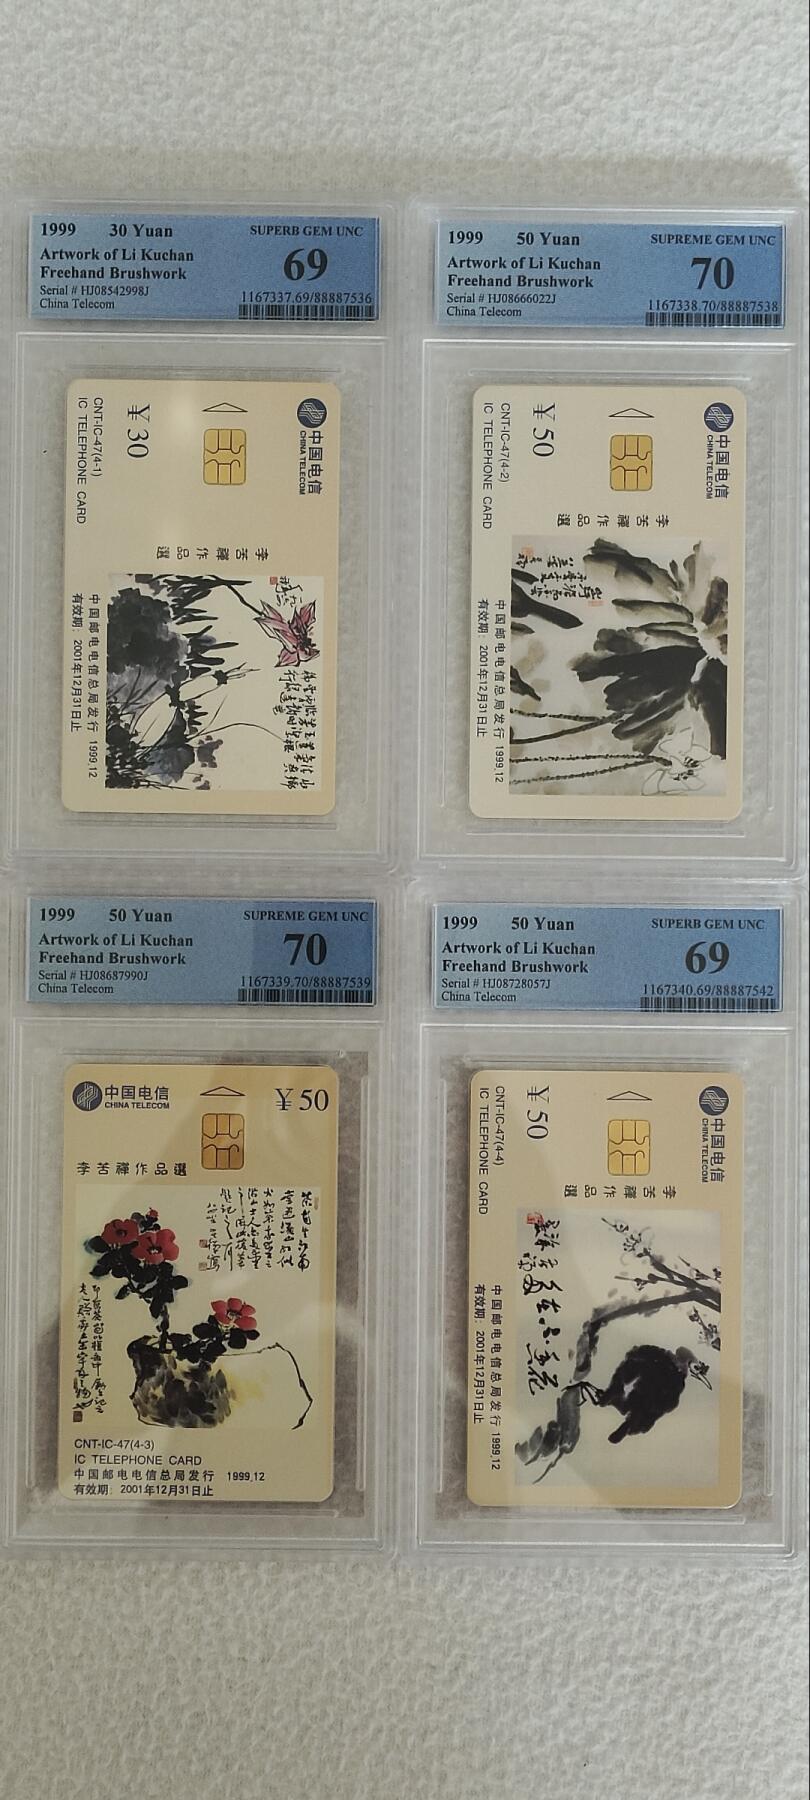 1999 30 Yuan
Artwork of Li Kuchan
Freehand Brushwork
Serial # HJ08542998J
China Telecom
SUPERB GEM UNC
69
1167337.69/88887536
中国电信
CHINA TELECOM
¥30
CNT-IC-47(4-1)
IC TELEPHONE CARD
李苦禪作品選
中国邮电电信总局发行 1999.12
有效期：2001年12月31日止
1999 50 Yuan
Artwork of Li Kuchan
Freehand Brushwork
Serial # HJ08666022J
China Telecom
SUPREME GEM UNC
70
1167338.70/88887538
中国电信
CHINA TELECOM
¥50
CNT-IC-47(4-2)
IC TELEPHONE CARD
李苦禪作品選
中国邮电电信总局发行 1999.12
有效期：2001年12月31日止
1999 50 Yuan
Artwork of Li Kuchan
Freehand Brushwork
Serial # HJ08687990J
China Telecom
SUPREME GEM UNC
70
1167339.70/88887539
中国电信
CHINA TELECOM
¥50
李苦禪作品選
CNT-IC-47(4-3)
IC TELEPHONE CARD
中国邮电电信总局发行 1999.12
有效期：2001年12月31日止
1999 50 Yuan
Artwork of Li Kuchan
Freehand Brushwork
Serial # HJ08728057J
China Telecom
SUPERB GEM UNC
69
1167340.69/88887542
中国电信
CHINA TELECOM
¥50
CNT-IC-47(4-4)
IC TELEPHONE CARD
李苦禪作品選
中国邮电电信总局发行 1999.12
有效期：2001年12月31日止